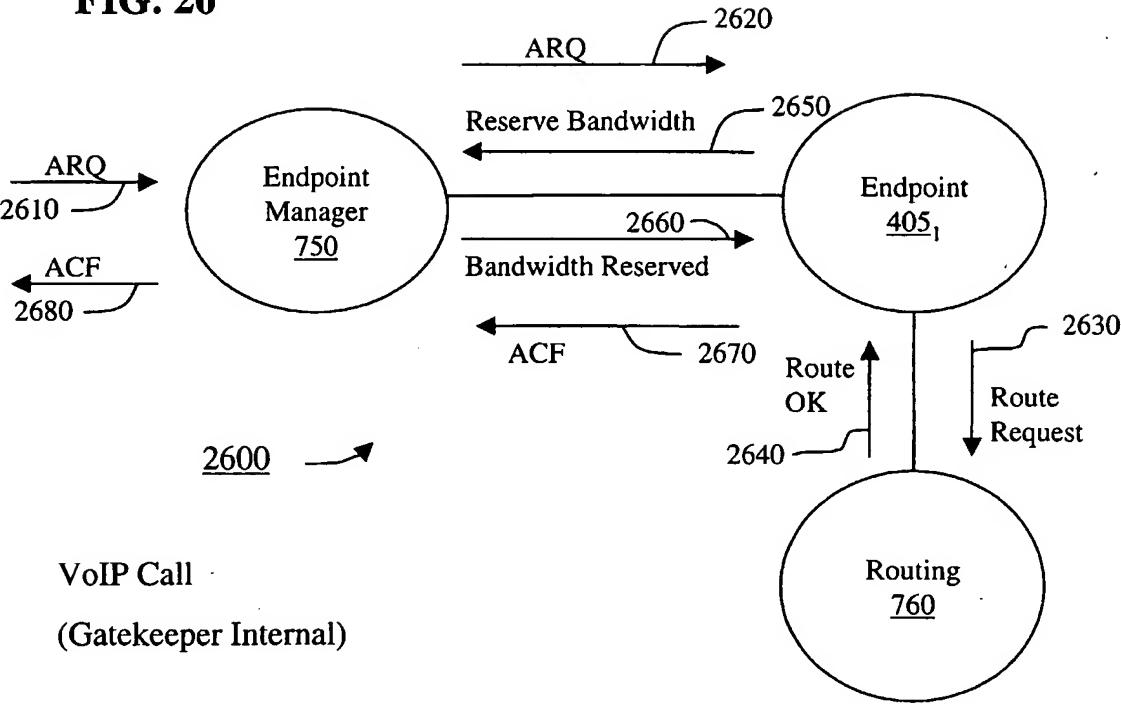 FIG. 26
2620
ARQ
Reserve Bandwidth
2650
ARQ
2610
Endpoint
Manager
750
Endpoint
405₁
2660
Bandwidth Reserved
ACF
2680
ACF
2670
2630
Route
OK
Route
Request
2640
2600
Routing
760
VoIP Call
(Gatekeeper Internal)